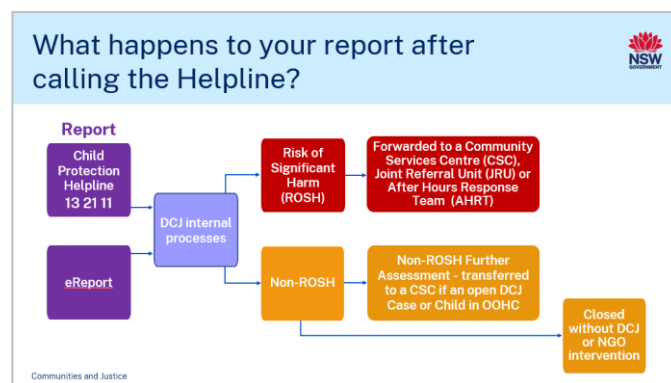 What happens to your report after
calling the Helpline?
NSW
GOVERNMENT
Report
Child
Protection
Helpline
13 21 11
eReport
DCJ internal
processes
Risk of
Significant
Harm
(ROSH)
Forwarded to a Community
Services Centre (CSC),
Joint Referral Unit (JRU) or
After Hours Response
Team (AHRT)
Non-ROSH
Non-ROSH Further
Assessment - transferred
to a CSC if an open DCJ
Case or Child in OOHC
Closed
without DCJ
or NGO
intervention
Communities and Justice